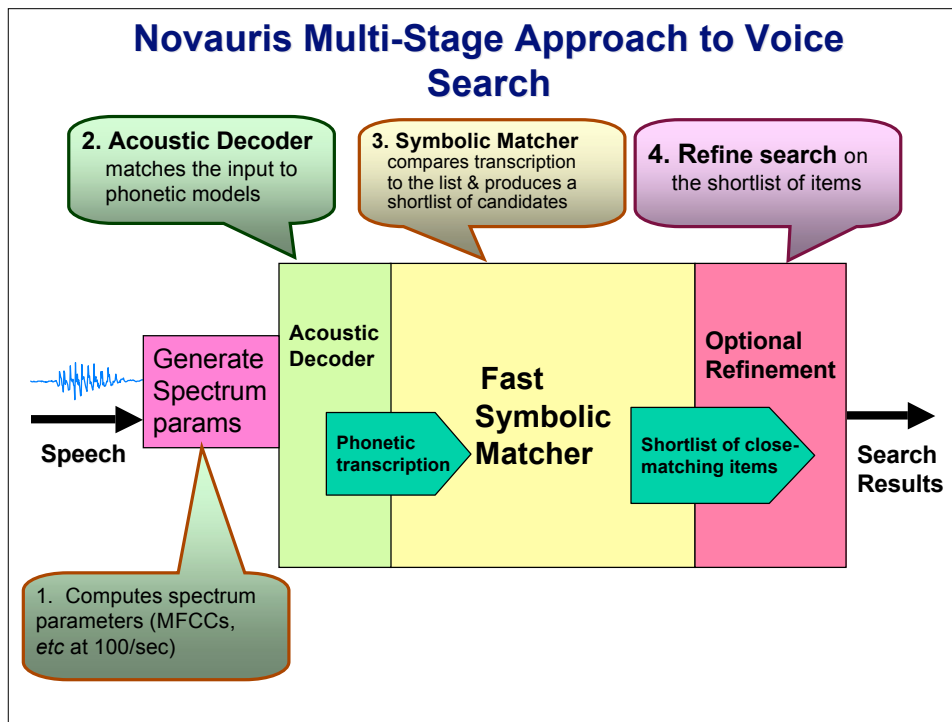 Novauris Multi-Stage Approach to Voice
Search
2. Acoustic Decoder
matches the input to
phonetic models
3. Symbolic Matcher
compares transcription
to the list & produces a
shortlist of candidates
4. Refine search on
the shortlist of items
Generate
Spectrum
params
Speech
Acoustic
Decoder
Phonetic
transcription
Fast
Symbolic
Matcher
Optional
Refinement
Shortlist of close-
matching items
Search
Results
1. Computes spectrum
parameters (MFCCs,
etc at 100/sec)